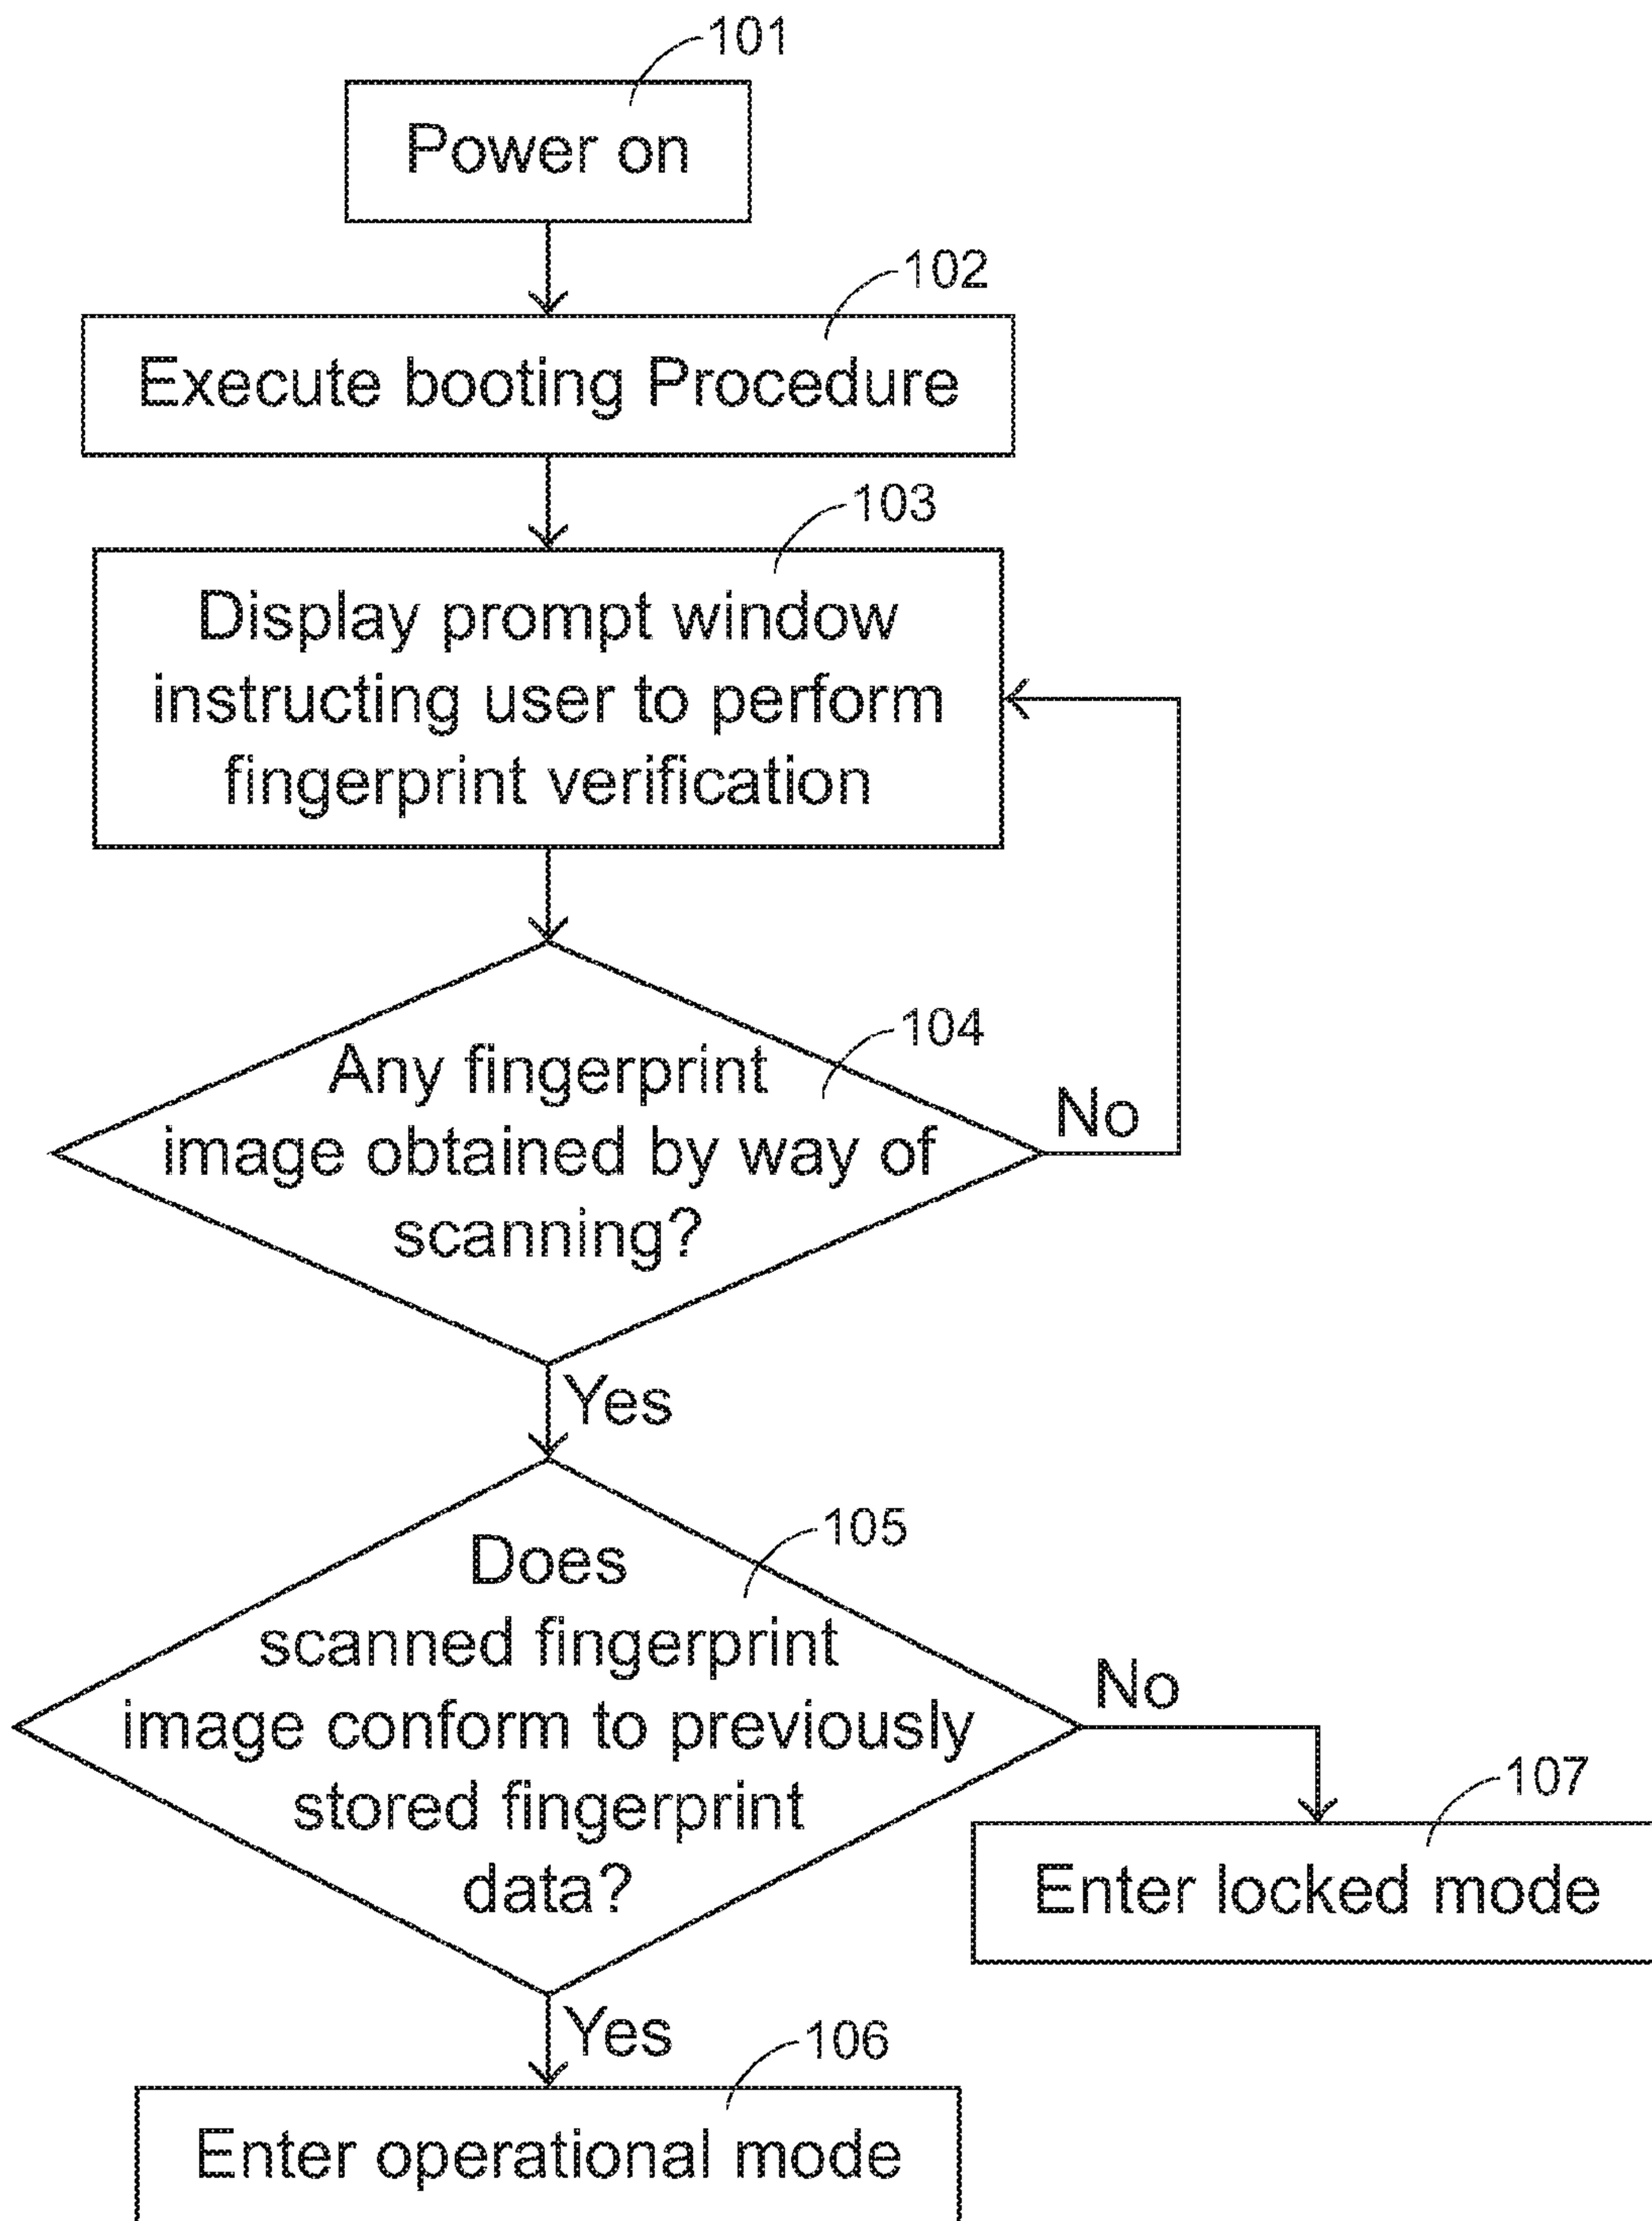 101
Power on
102
Execute booting Procedure
103
Display prompt window
instructing user to perform
fingerprint verification
104
Any fingerprint
image obtained by way of
scanning?
No
Yes
105
Does
scanned fingerprint
image conform to previously
stored fingerprint
data?
No
107
Enter locked mode
Yes
106
Enter operational mode